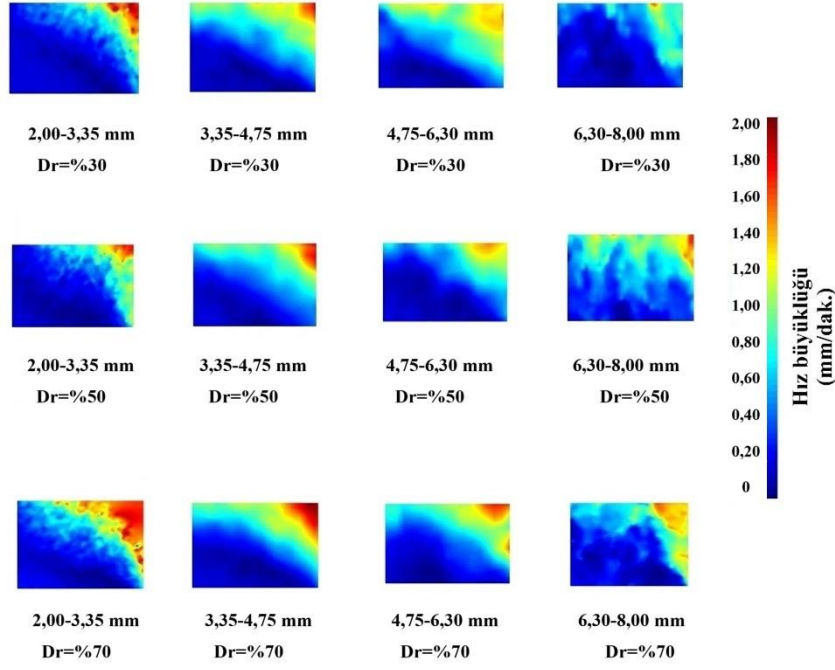 2,00-3,35 mm
Dr=%30
3,35-4,75 mm
Dr=%30
4,75-6,30 mm
Dr=%30
6,30-8,00 mm
Dr=%30
2,00-3,35 mm
Dr=%50
3,35-4,75 mm
Dr=%50
4,75-6,30 mm
Dr=%50
6,30-8,00 mm
Dr=%50
2,00-3,35 mm
Dr=%70
3,35-4,75 mm
Dr=%70
4,75-6,30 mm
Dr=%70
6,30-8,00 mm
Dr=%70
2,00
1,80
1,40
1,20
1,00
0,80
0,60
0,40
0,20
0
Hız büyüklüğü
(mm/dak.)